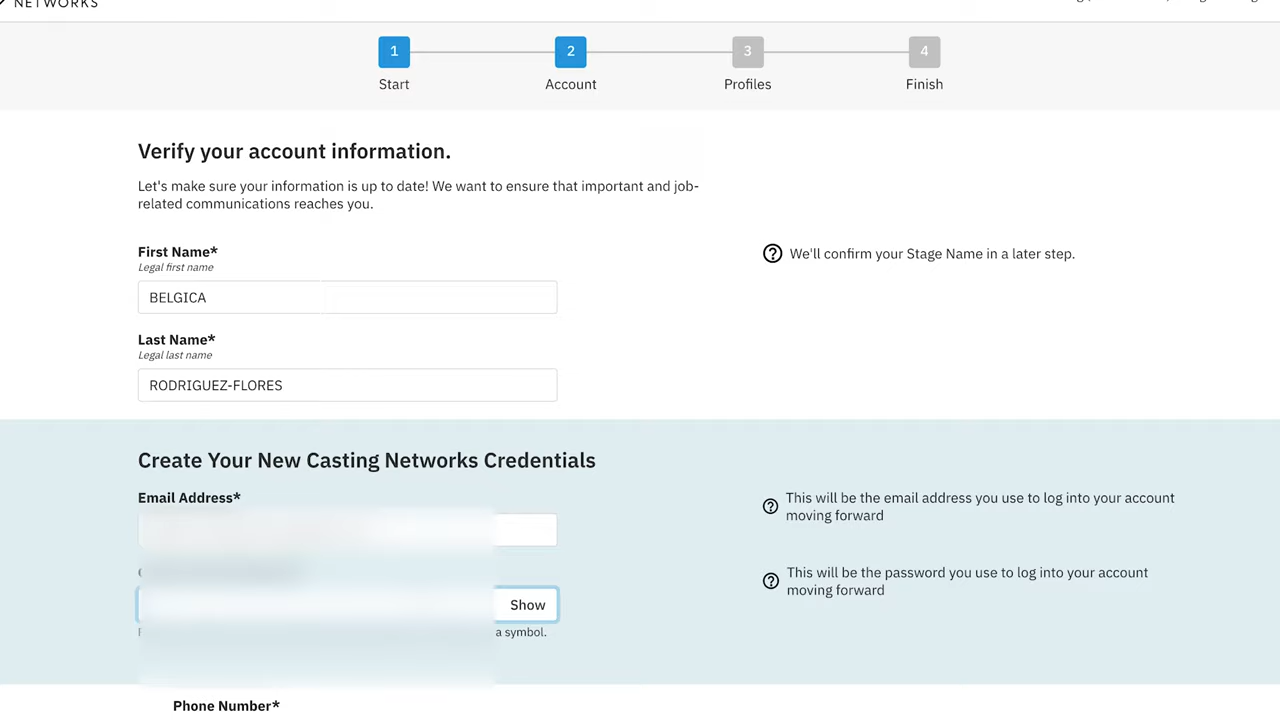 NETWORKS
1
2
3
4
Start
Account
Profiles
Finish
Verify your account information.
Let's make sure your information is up to date! We want to ensure that important and job-
related communications reaches you.
First Name*
Legal first name
We'll confirm your Stage Name in a later step.
BELGICA
Last Name*
Legal last name
RODRIGUEZ-FLORES
Create Your New Casting Networks Credentials
Email Address*
This will be the email address you use to log into your account
moving forward
This will be the password you use to log into your account
moving forward
Show
a symbol.
Phone Number*